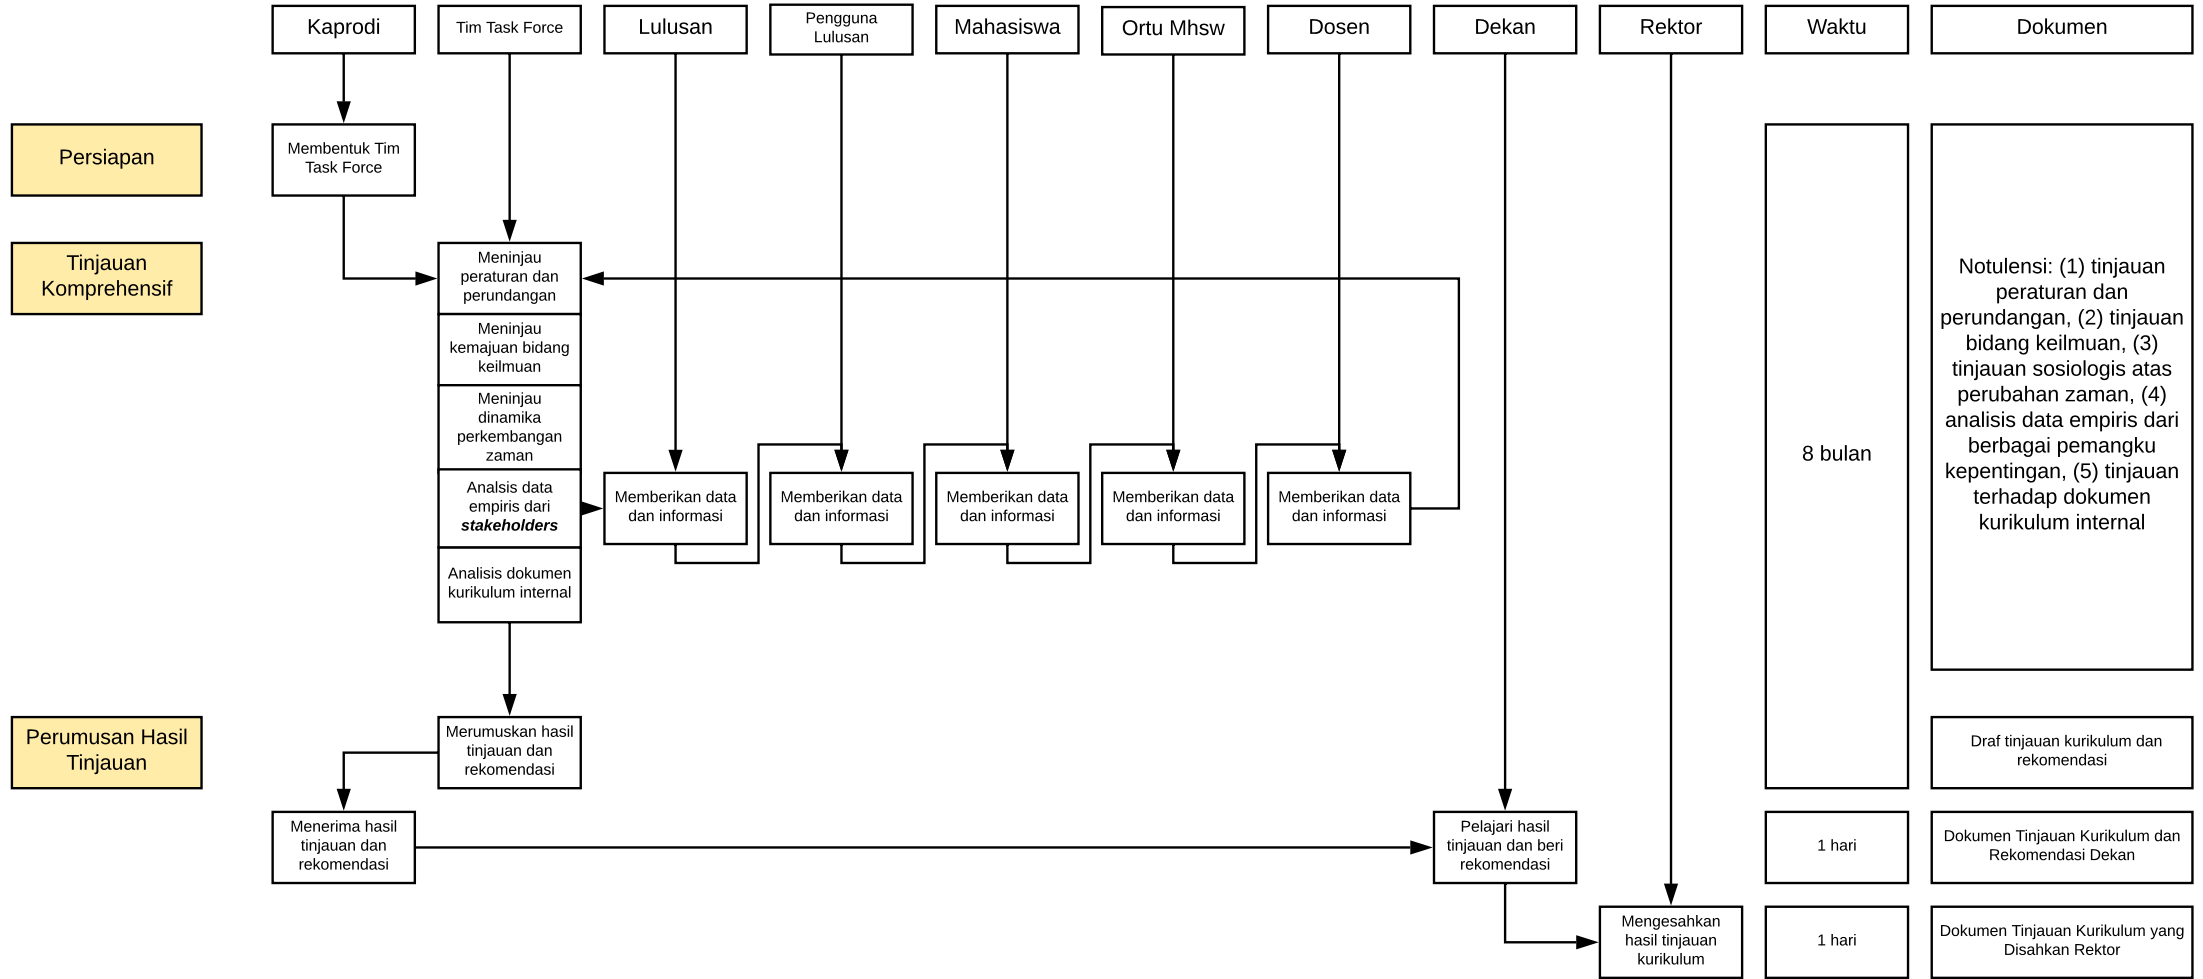 Kaprodi
Tim Task Force
Lulusan
Pengguna
Lulusan
Mahasiswa
Ortu Mhsw
Dosen
Dekan
Rektor
Waktu
Dokumen
Persiapan
Membentuk Tim
Task Force
Tinjauan
Komprehensif
Meninjau
peraturan dan
perundangan
Meninjau
kemajuan bidang
keilmuan
Meninjau
dinamika
perkembangan
zaman
Analsis data
empiris dari
stakeholders
Memberikan data
dan informasi
Memberikan data
dan informasi
Memberikan data
dan informasi
Memberikan data
dan informasi
Memberikan data
dan informasi
Analisis dokumen
kurikulum internal
8 bulan
Notulensi: (1) tinjauan
peraturan dan
perundangan, (2) tinjauan
bidang keilmuan, (3)
tinjauan sosiologis atas
perubahan zaman, (4)
analisis data empiris dari
berbagai pemangku
kepentingan, (5) tinjauan
terhadap dokumen
kurikulum internal
Perumusan Hasil
Tinjauan
Merumuskan hasil
tinjauan dan
rekomendasi
Draf tinjauan kurikulum dan
rekomendasi
Menerima hasil
tinjauan dan
rekomendasi
Pelajari hasil
tinjauan dan beri
rekomendasi
1 hari
Dokumen Tinjauan Kurikulum dan
Rekomendasi Dekan
Mengesahkan
hasil tinjauan
kurikulum
1 hari
Dokumen Tinjauan Kurikulum yang
Disahkan Rektor